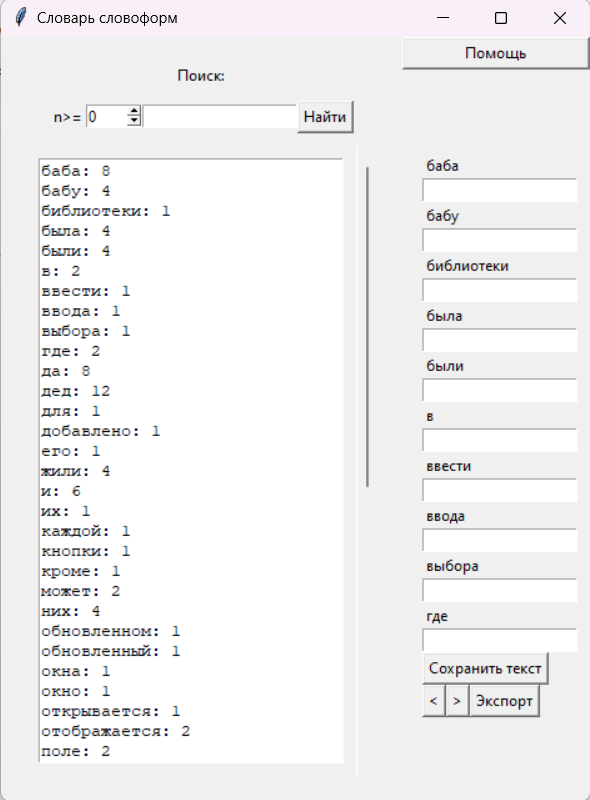 Словарь словоформ
Помощь
Поиск:
n>= 0 Найти
баба: 8
бабу: 4
библиотеки: 1
была: 4
были: 4
в: 2
ввести: 1
ввода: 1
выбора: 1
где: 2
да: 8
дед: 12
для: 1
добавлено: 1
его: 1
жили: 4
и: 6
их: 1
каждой: 1
кнопки: 1
кроме: 1
может: 2
них: 4
обновленном: 1
обновленный: 1
окна: 1
окно: 1
открывается: 1
отображается: 2
поле: 2
баба
бабу
библиотеки
была
были
в
ввести
ввода
выбора
где
Сохранить текст
< > Экспорт